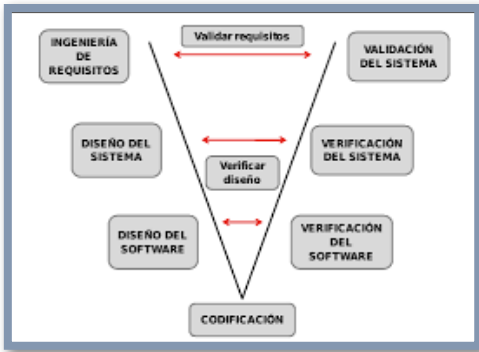 INGENIERÍA
DE
REQUISITOS
Validar requisitos
VALIDACIÓN
DEL SISTEMA
DISEÑO DEL
SISTEMA
Verificar
diseño
VERIFICACIÓN
DEL SISTEMA
DISEÑO DEL
SOFTWARE
VERIFICACIÓN
DEL
SOFTWARE
CODIFICACIÓN